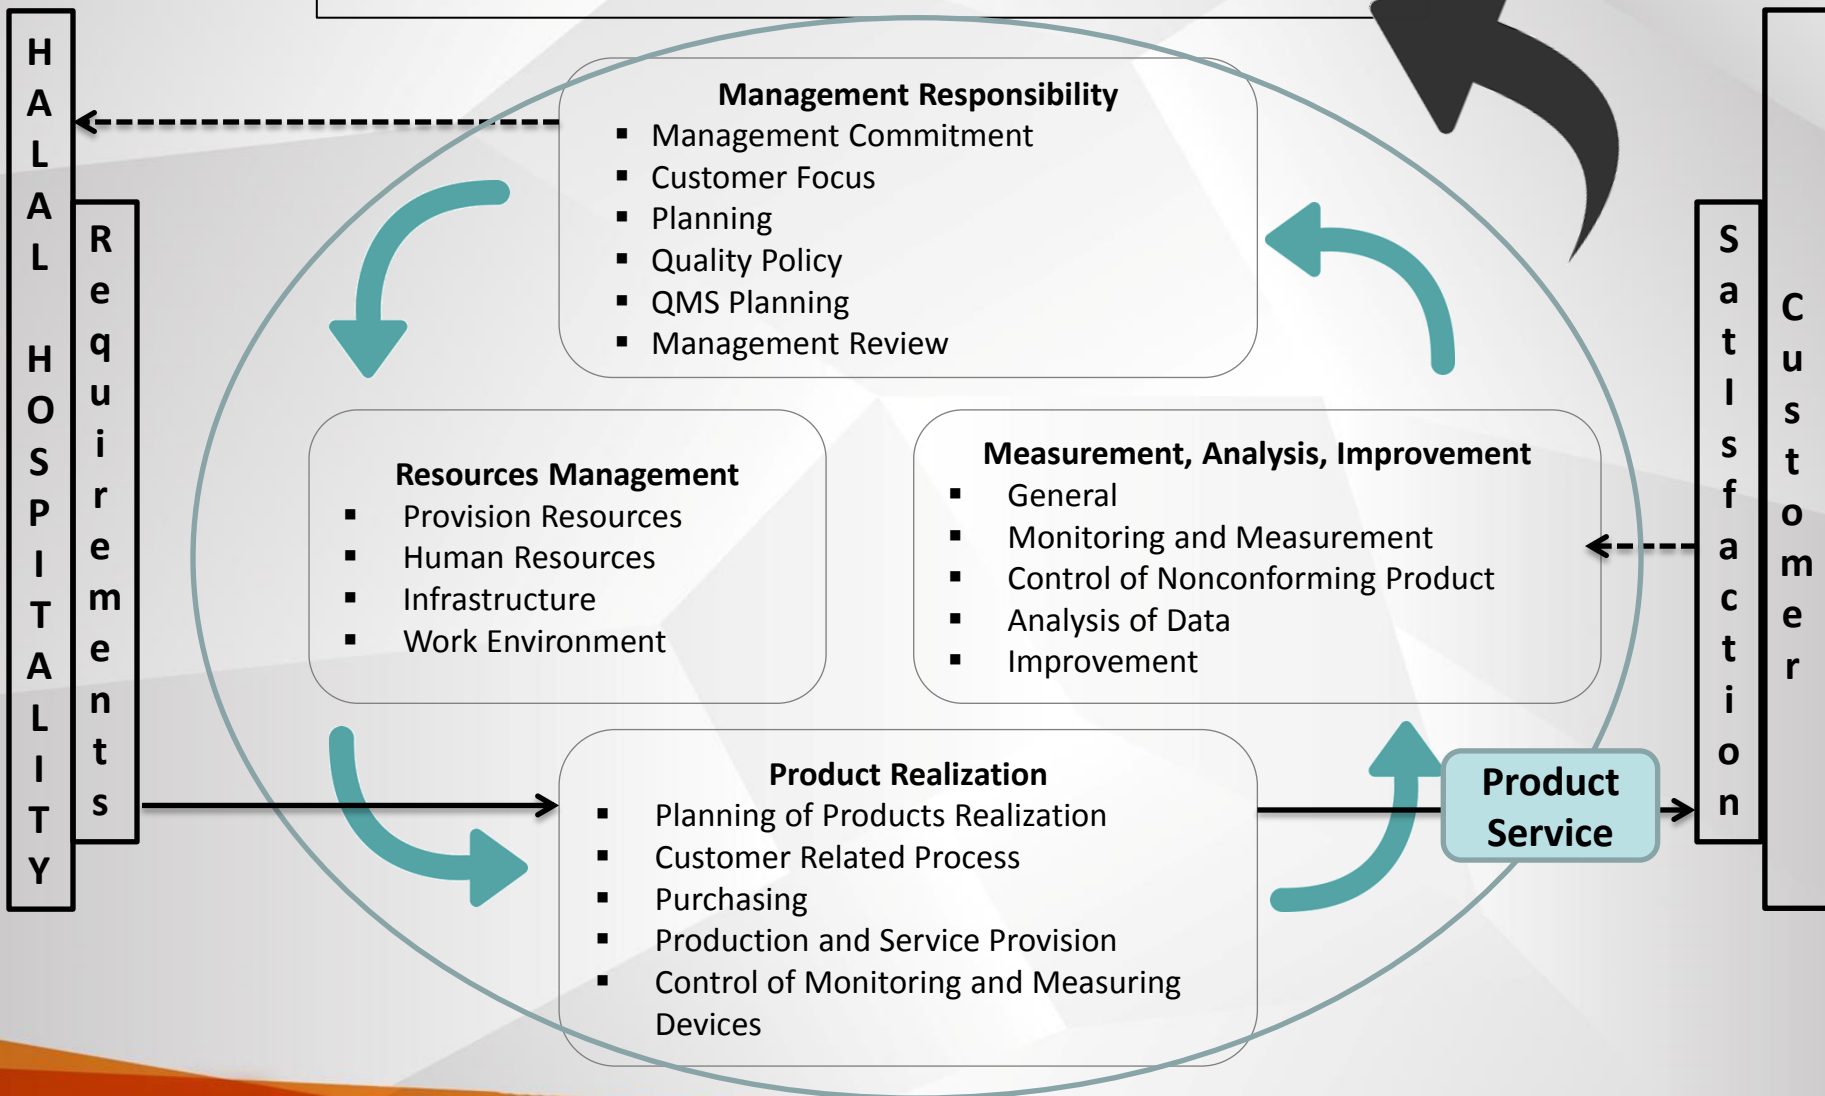 HALAL HOSPITALITY
Requirements
Management Responsibility
▪ Management Commitment
▪ Customer Focus
▪ Planning
▪ Quality Policy
▪ QMS Planning
▪ Management Review
Resources Management
▪ Provision Resources
▪ Human Resources
▪ Infrastructure
▪ Work Environment
Measurement, Analysis, Improvement
▪ General
▪ Monitoring and Measurement
▪ Control of Nonconforming Product
▪ Analysis of Data
▪ Improvement
Product Realization
▪ Planning of Products Realization
▪ Customer Related Process
▪ Purchasing
▪ Production and Service Provision
▪ Control of Monitoring and Measuring
Devices
Product
Service
SatIsfaction
Customer